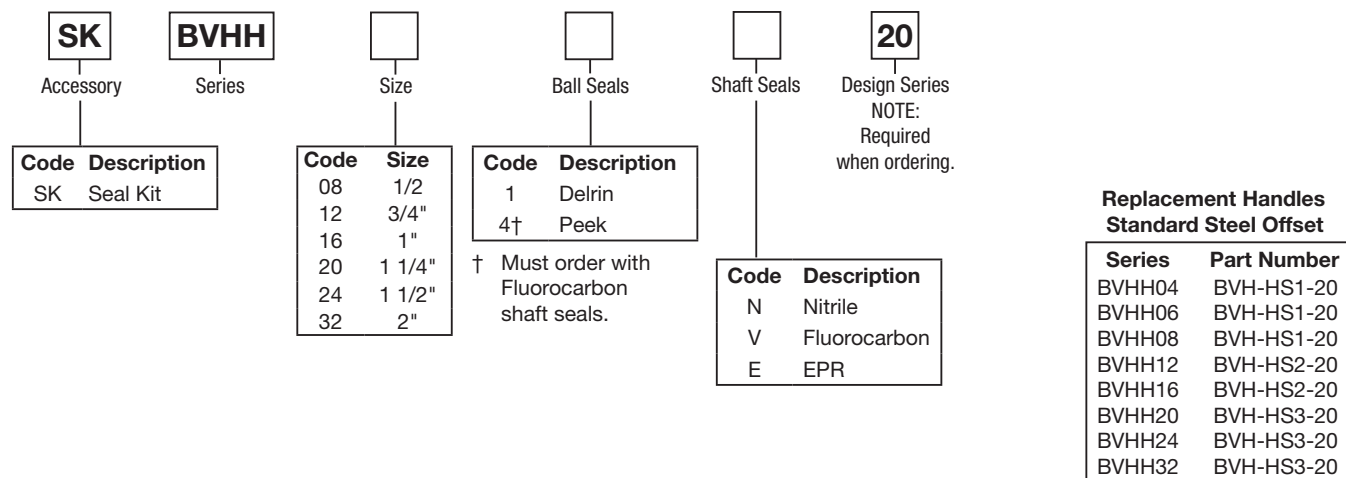 SK BVHH 20
Accessory Series Size Ball Seals Shaft Seals Design Series
NOTE:
Required
when ordering.
Code Description
SK Seal Kit
Code Size
08 1/2
12 3/4"
16 1"
20 1 1/4"
24 1 1/2"
32 2"
Code Description
1 Delrin
4† Peek
† Must order with
Fluorocarbon
shaft seals.
Code Description
N Nitrile
V Fluorocarbon
E EPR
Replacement Handles
Standard Steel Offset
Series Part Number
BVHH04 BVH-HS1-20
BVHH06 BVH-HS1-20
BVHH08 BVH-HS1-20
BVHH12 BVH-HS2-20
BVHH16 BVH-HS2-20
BVHH20 BVH-HS3-20
BVHH24 BVH-HS3-20
BVHH32 BVH-HS3-20